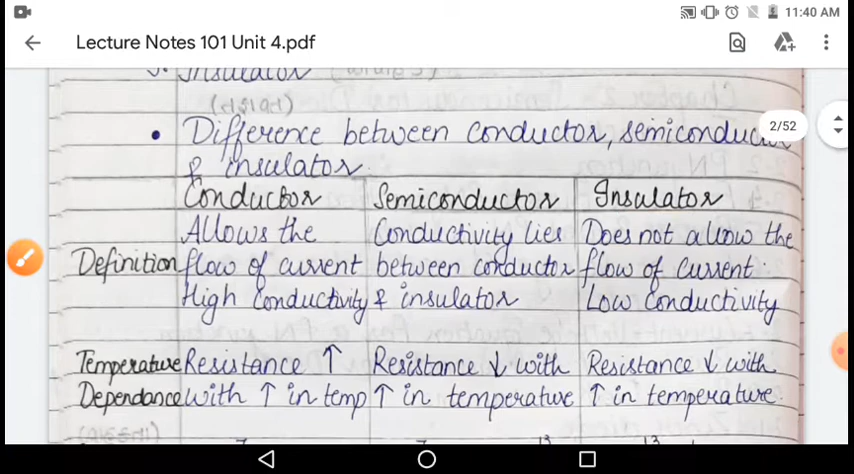 11:40 AM
Lecture Notes 101 Unit 4.pdf
Insulator
• Difference between conductor, semiconductor
2/52
& insulator.
Conductor Semiconductor Insulator
Allows the Conductivity lies Does not allow the
Definition flow of current between conductor flow of current.
High conductivity & insulator Low conductivity
Temperature Resistance ↑ Resistance ↓ with Resistance ↓ with
Dependance with ↑ in temp ↑ in temperature ↑ in temperature.